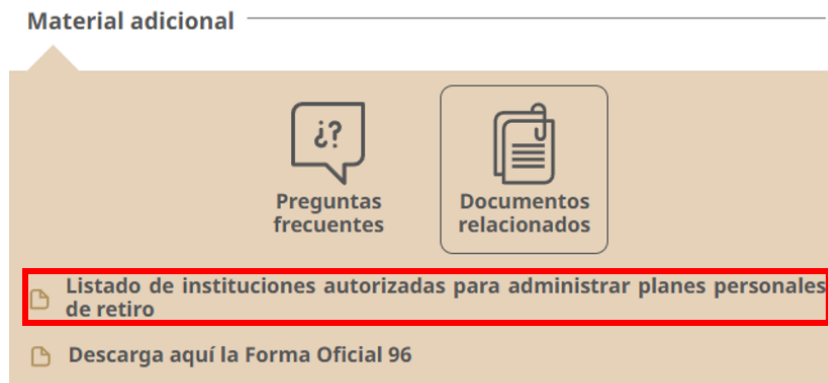 Material adicional
¿?
Preguntas
frecuentes
Documentos
relacionados
Listado de instituciones autorizadas para administrar planes personales
de retiro
Descarga aquí la Forma Oficial 96